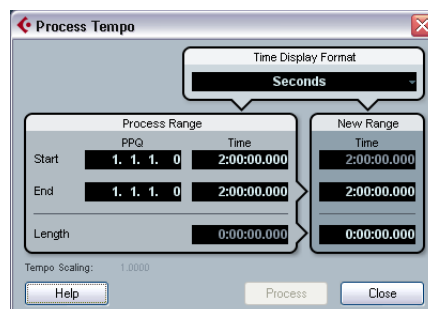 Process Tempo
Time Display Format
Seconds
Process Range
New Range
PPQ Time Time
Start 1. 1. 1. 0 2:00:00.000 2:00:00.000
End 1. 1. 1. 0 2:00:00.000 2:00:00.000
Length 0:00:00.000 0:00:00.000
Tempo Scaling: 1.0000
Help Process Close